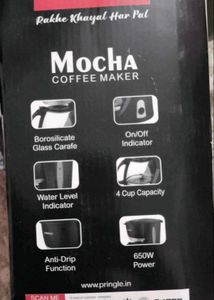 Rakhe Khayal Har Pal
MOCHA
COFFEE MAKER
Borosilicate
Glass Carafe
On/Off
Indicator
Water Level
Indicator
4 Cup Capacity
Anti-Drip
Function
650W
Power
www.pringle.in
SCAN ME